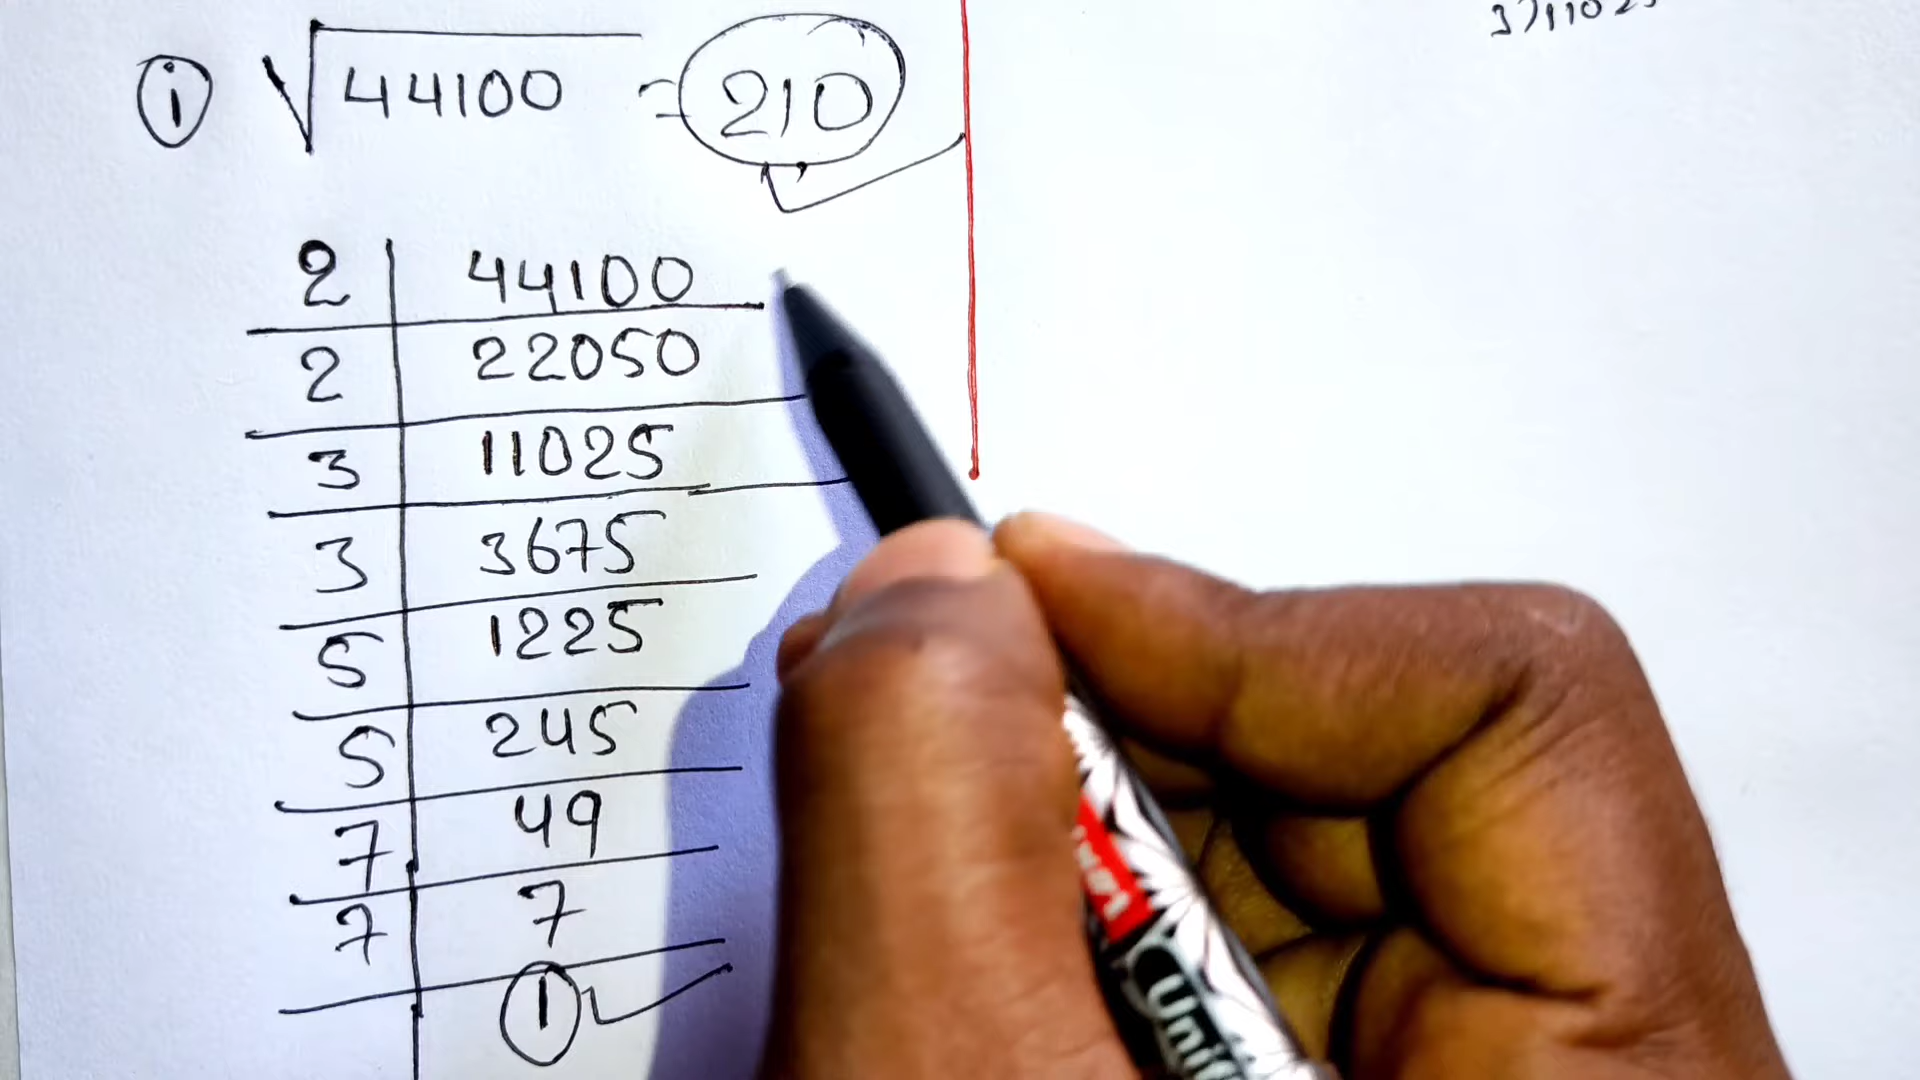 i √44100 = 210
2 | 44100
2 | 22050
3 | 11025
3 | 3675
5 | 1225
5 | 245
7 | 49
7 | 7
1